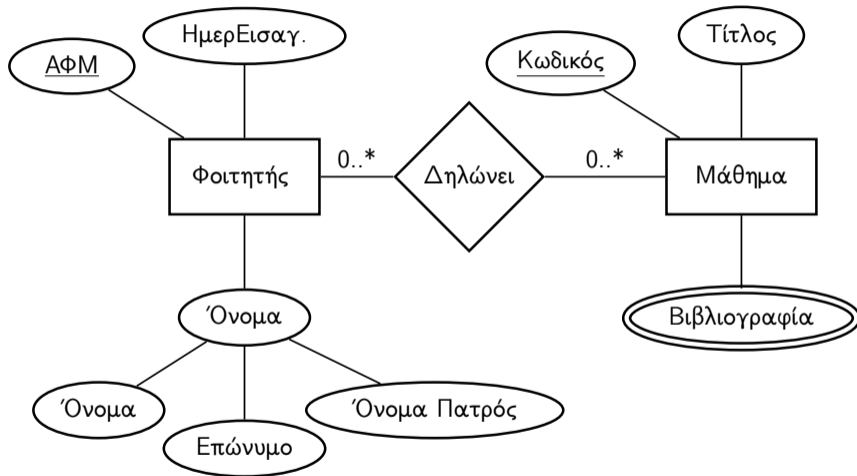 ΗμερΕισαγ.
ΑΦΜ
Τίτλος
Κωδικός
Φοιτητής
0..*
Δηλώνει
0..*
Μάθημα
Όνομα
Βιβλιογραφία
Όνομα
Επώνυμο
Όνομα Πατρός